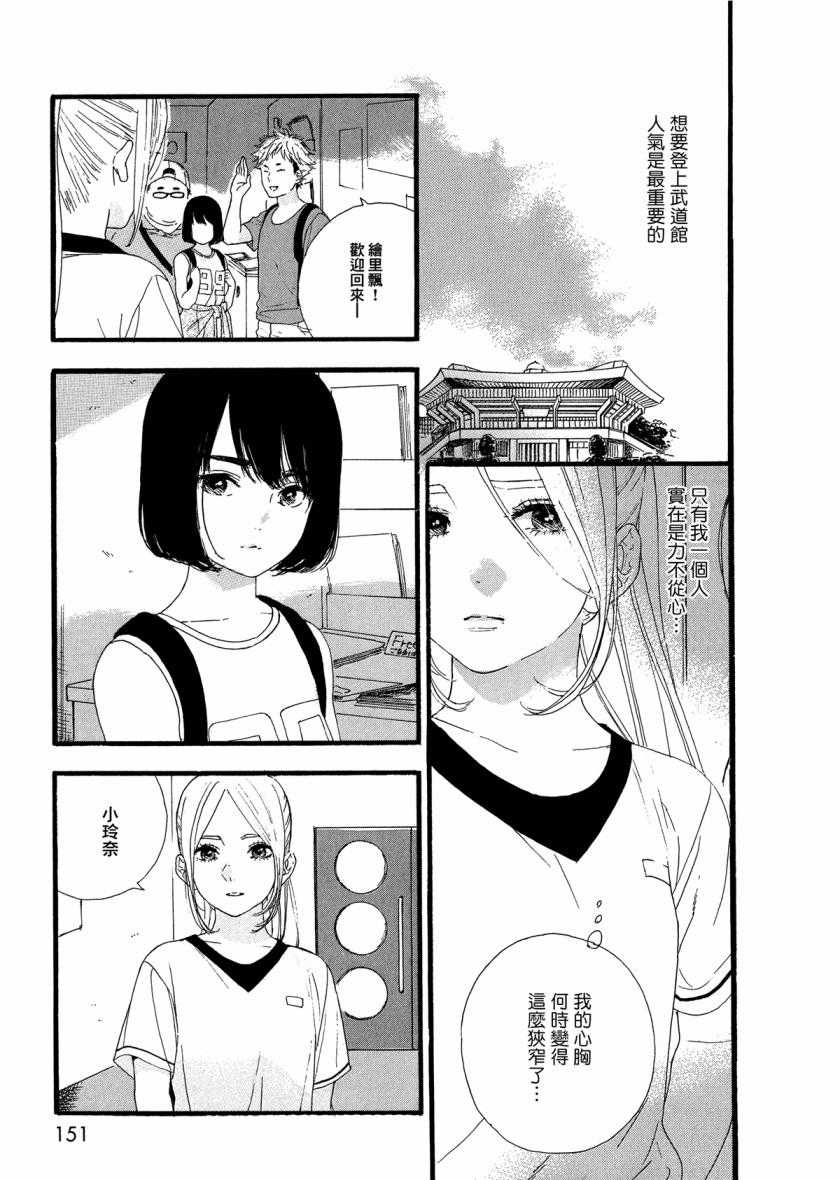 想要登上武道館
人氣是最重要的
只有我一個人
實在是力不從心…
我的心胸
何時變得
這麼狹窄了…
繪里飄！
歡迎回來—
99
Free
小玲奈
151